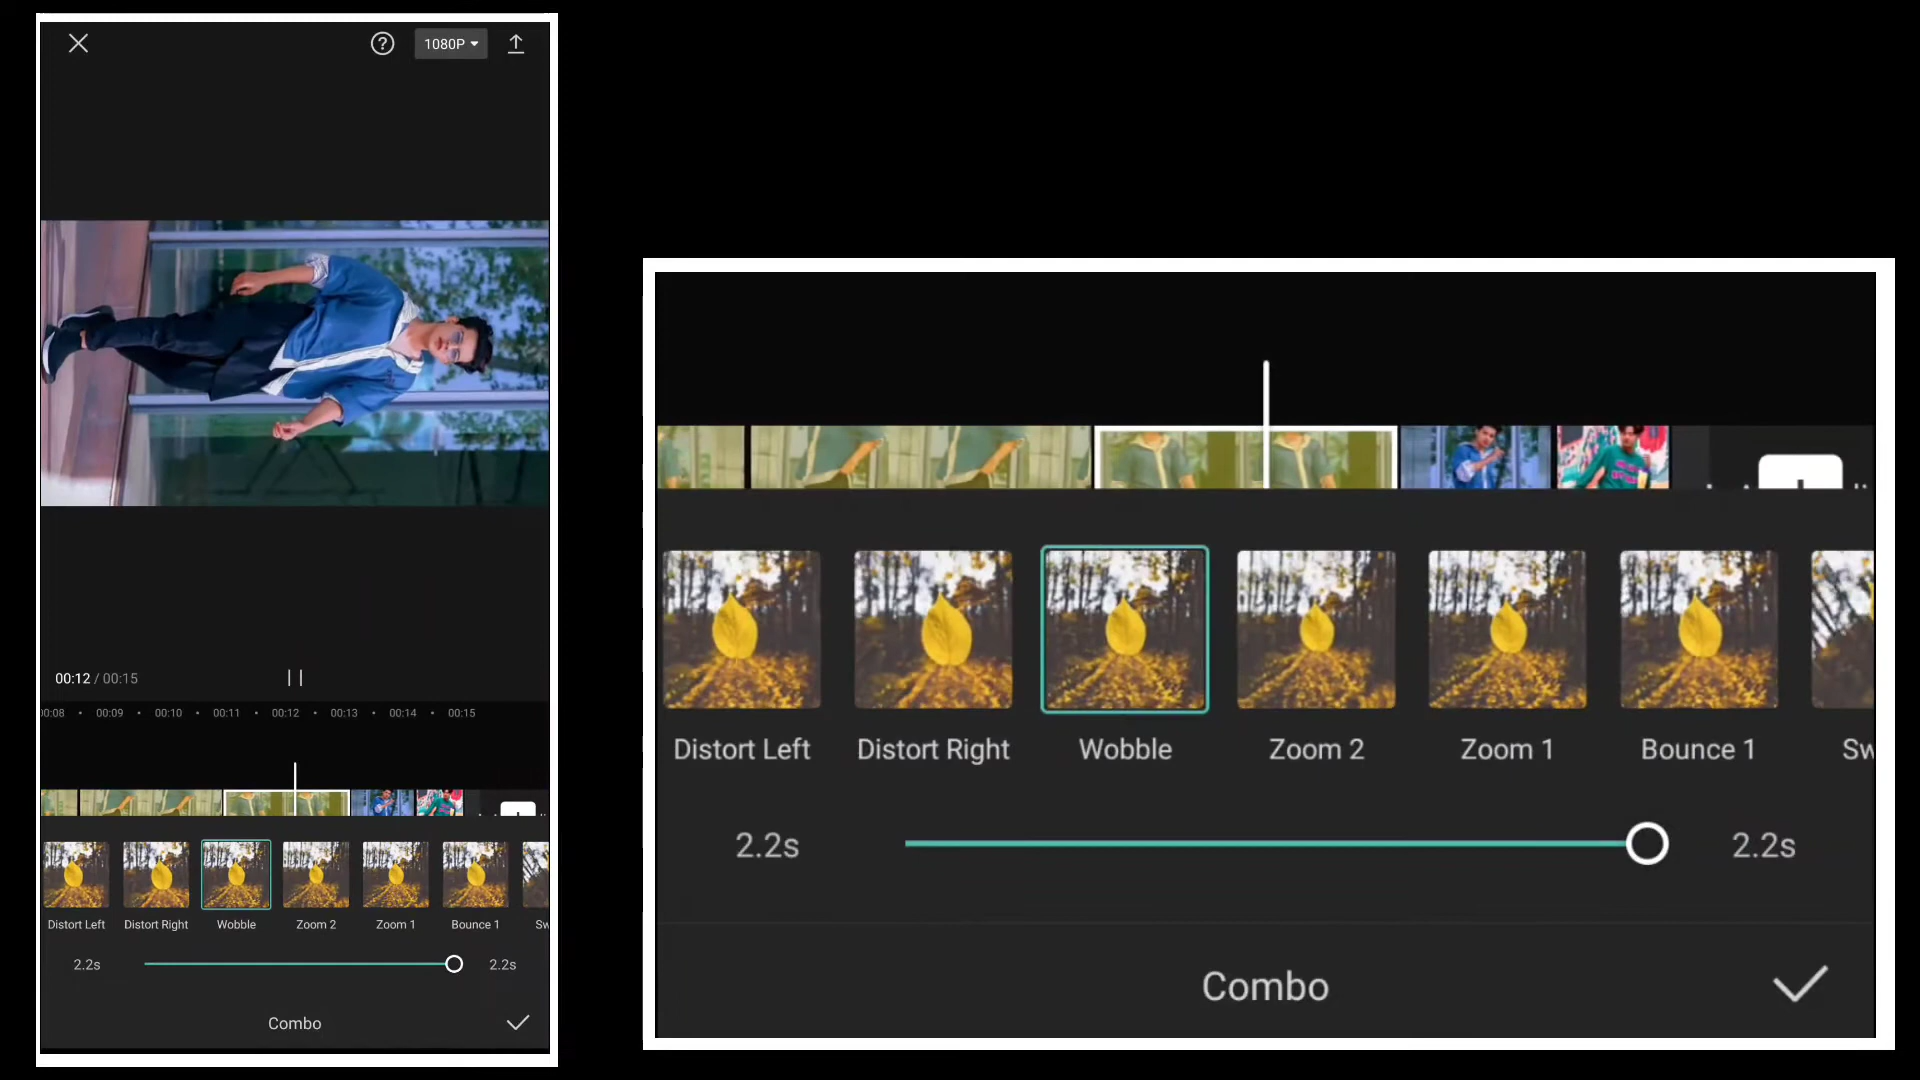 1080P
00:12 / 00:15
00:08 00:09 00:10 00:11 00:12 00:13 00:14 00:15
Distort Left Distort Right Wobble Zoom 2 Zoom 1 Bounce 1 Sw
2.2s 2.2s
Combo
Distort Left Distort Right Wobble Zoom 2 Zoom 1 Bounce 1 Sw
2.2s 2.2s
Combo